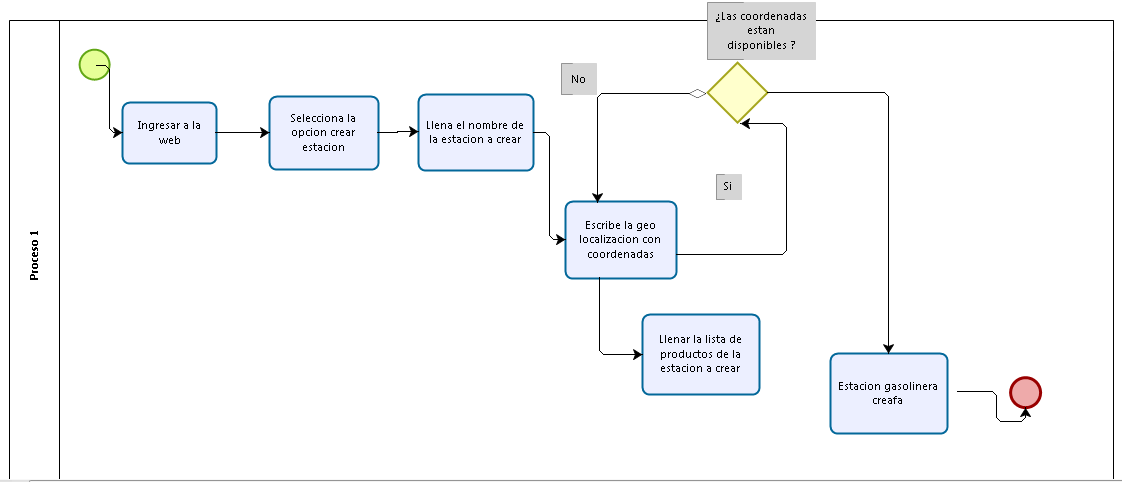 ¿Las coordenadas
estan
disponibles ?
No
Ingresar a la
web
Selecciona la
opcion crear
estacion
Llena el nombre de
la estacion a crear
Si
Escribe la geo
localizacion con
coordenadas
Proceso 1
Llenar la lista de
productos de la
estacion a crear
Estacion gasolinera
creafa